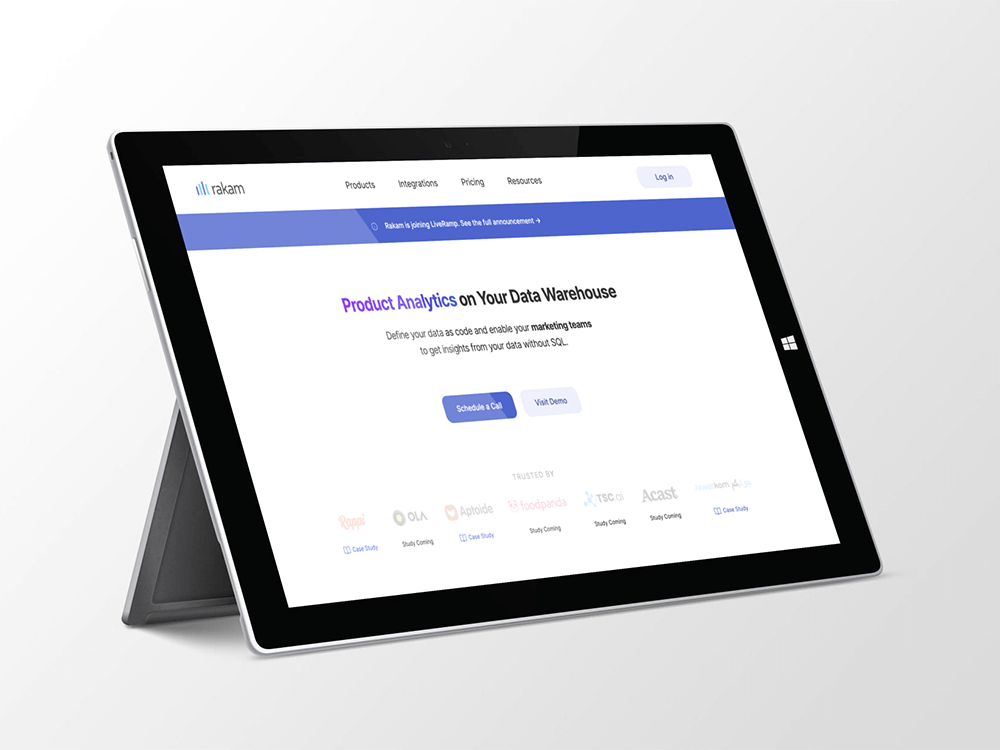 rakam
Products Integrations Pricing Resources Log in
Rakam is joining LiveRamp. See the full announcement →
Product Analytics on Your Data Warehouse
Define your data as code and enable your marketing teams
to get insights from your data without SQL.
Schedule a Call Visit Demo
TRUSTED BY
Rappi OLA Aptoide foodpanda TSC.ai Acast
Case Study Study Coming Case Study Study Coming Study Coming Study Coming Case Study